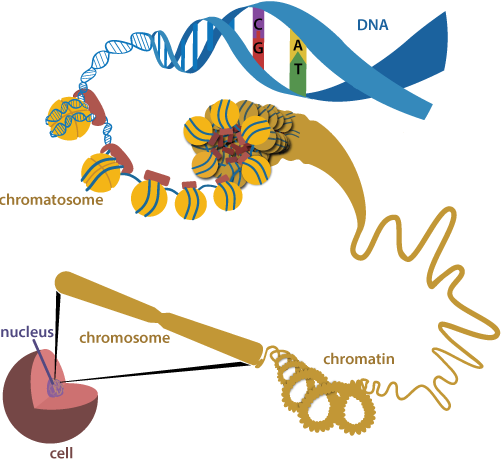 DNA
C
G
A
T
chromatosome
nucleus
chromosome
chromatin
cell